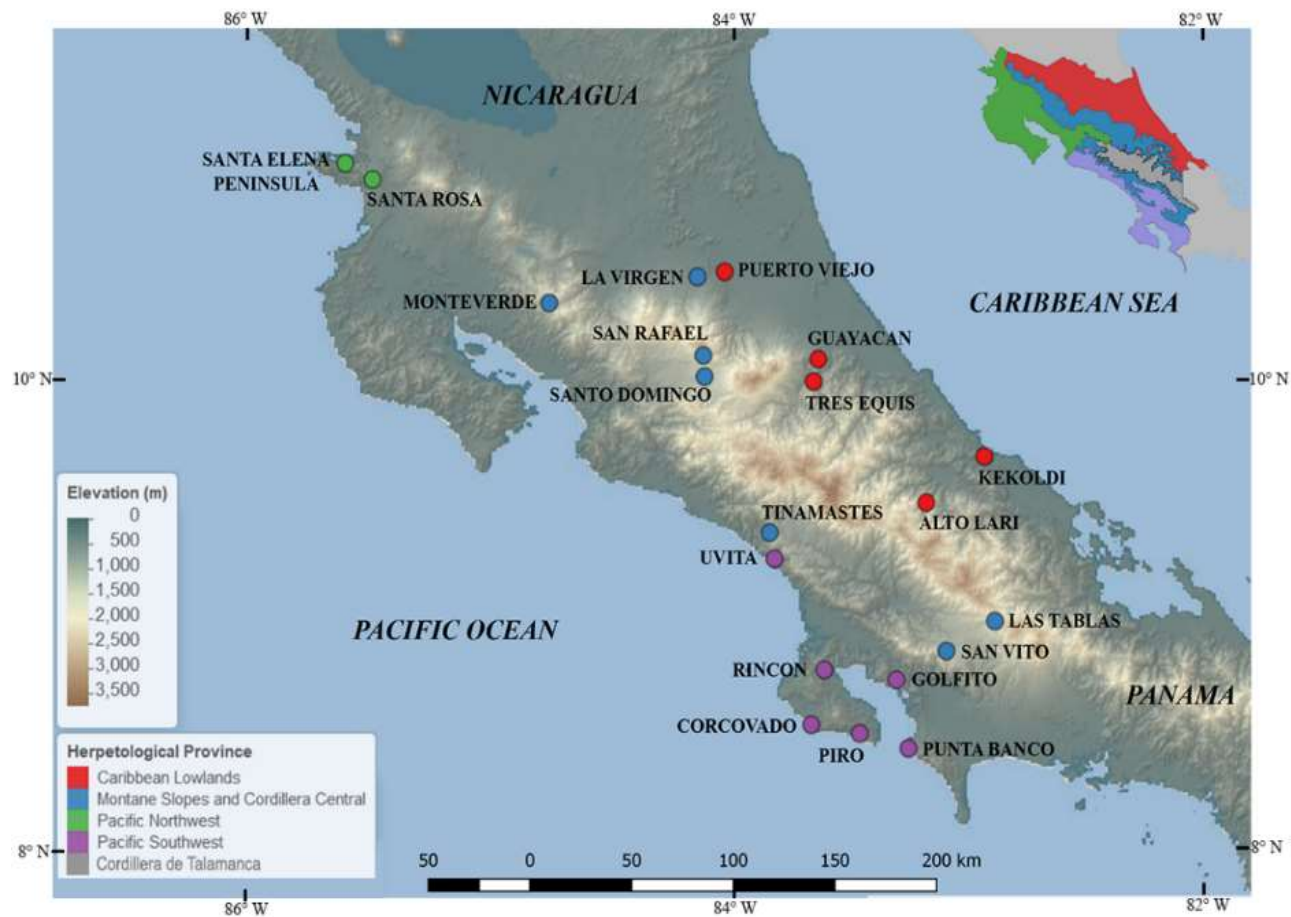 86° W
84° W
82° W
NICARAGUA
SANTA ELENA
PENINSULA
SANTA ROSA
LA VIRGEN
PUERTO VIEJO
MONTEVERDE
CARIBBEAN SEA
SAN RAFAEL
GUAYACAN
10° N
10° N
SANTO DOMINGO
TRES EQUIS
KEKOLDI
Elevation (m)
0
500
1,000
1,500
2,000
2,500
3,000
3,500
ALTO LARI
TINAMASTES
UVITA
PACIFIC OCEAN
LAS TABLAS
SAN VITO
RINCON
GOLFITO
PANAMA
CORCOVADO
PIRO
PUNTA BANCO
Herpetological Province
Caribbean Lowlands
Montane Slopes and Cordillera Central
Pacific Northwest
Pacific Southwest
Cordillera de Talamanca
8° N
8° N
50 0 50 100 150 200 km
86° W
84° W
82° W